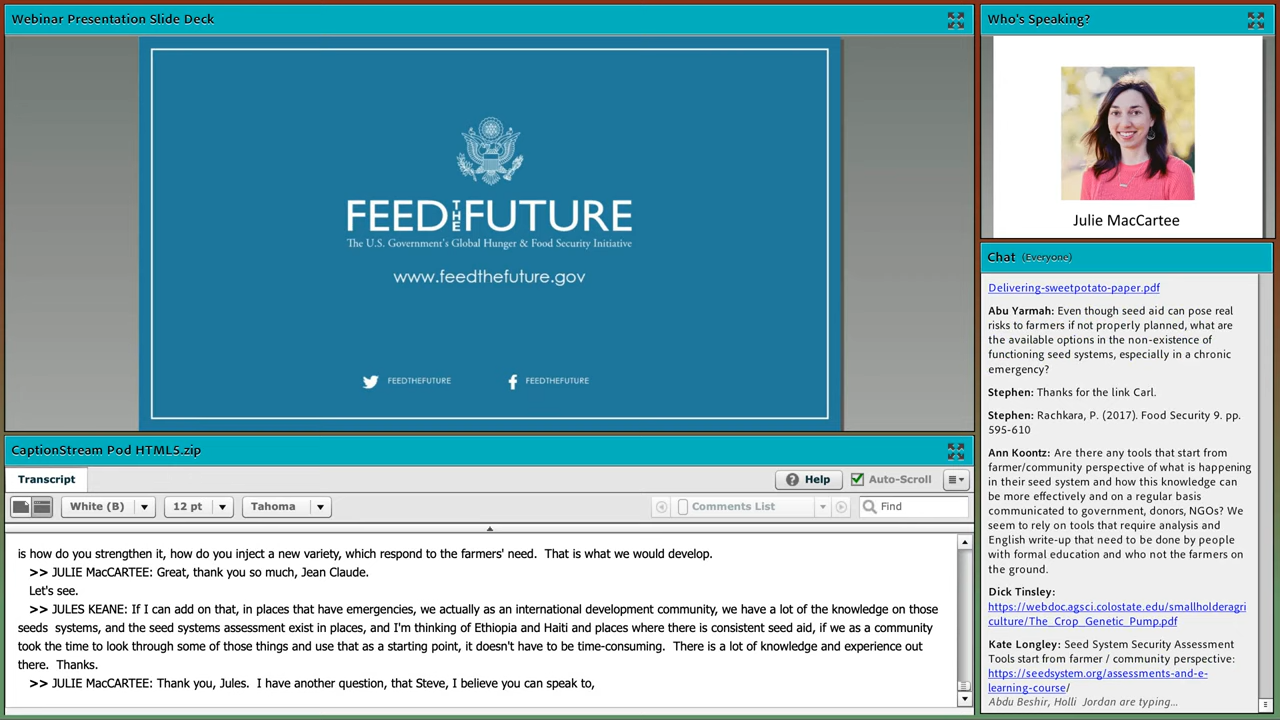 Webinar Presentation Slide Deck
FEED THE FUTURE
The U.S. Government's Global Hunger & Food Security Initiative
www.feedthefuture.gov
FEEDTHEFUTURE
FEEDTHEFUTURE
Who's Speaking?
Julie MacCartee
Chat (Everyone)
Delivering-sweetpotato-paper.pdf
Abu Yarmah: Even though seed aid can pose real
risks to farmers if not properly planned, what are
the available options in the non-existence of
functioning seed systems, especially in a chronic
emergency?
Stephen: Thanks for the link Carl.
Stephen: Rachkara, P. (2017). Food Security 9. pp.
595-610
Ann Koontz: Are there any tools that start from
farmer/community perspective of what is happening
in their seed system and how this knowledge can
be more effectively and on a regular basis
communicated to government, donors, NGOs? We
seem to rely on tools that require analysis and
English write-up that need to be done by people
with formal education and who not the farmers on
the ground.
Dick Tinsley:
https://webdoc.agsci.colostate.edu/smallholderagri
culture/The_Crop_Genetic_Pump.pdf
Kate Longley: Seed System Security Assessment
Tools start from farmer / community perspective:
https://seedsystem.org/assessments-and-e-
learning-course/
Abdu Beshir, Holli Jordan are typing...
CaptionStream Pod HTML5.zip
Transcript
Help
Auto-Scroll
White (B)
12 pt
Tahoma
Comments List
Find
is how do you strengthen it, how do you inject a new variety, which respond to the farmers' need. That is what we would develop.
>> JULIE MacCARTEE: Great, thank you so much, Jean Claude.
Let's see.
>> JULES KEANE: If I can add on that, in places that have emergencies, we actually as an international development community, we have a lot of the knowledge on those
seeds systems, and the seed systems assessment exist in places, and I'm thinking of Ethiopia and Haiti and places where there is consistent seed aid, if we as a community
took the time to look through some of those things and use that as a starting point, it doesn't have to be time-consuming. There is a lot of knowledge and experience out
there. Thanks.
>> JULIE MacCARTEE: Thank you, Jules. I have another question, that Steve, I believe you can speak to,